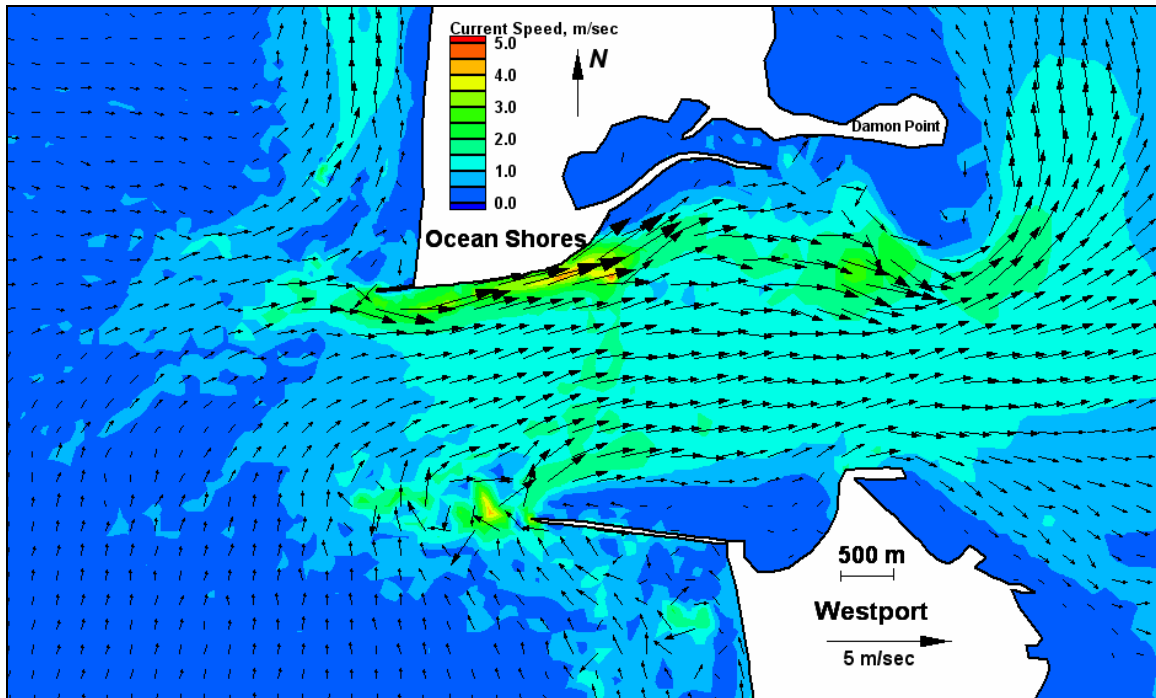 Current Speed, m/sec
5.0
4.0
3.0
2.0
1.0
0.0
N
Damon Point
Ocean Shores
500 m
Westport
5 m/sec